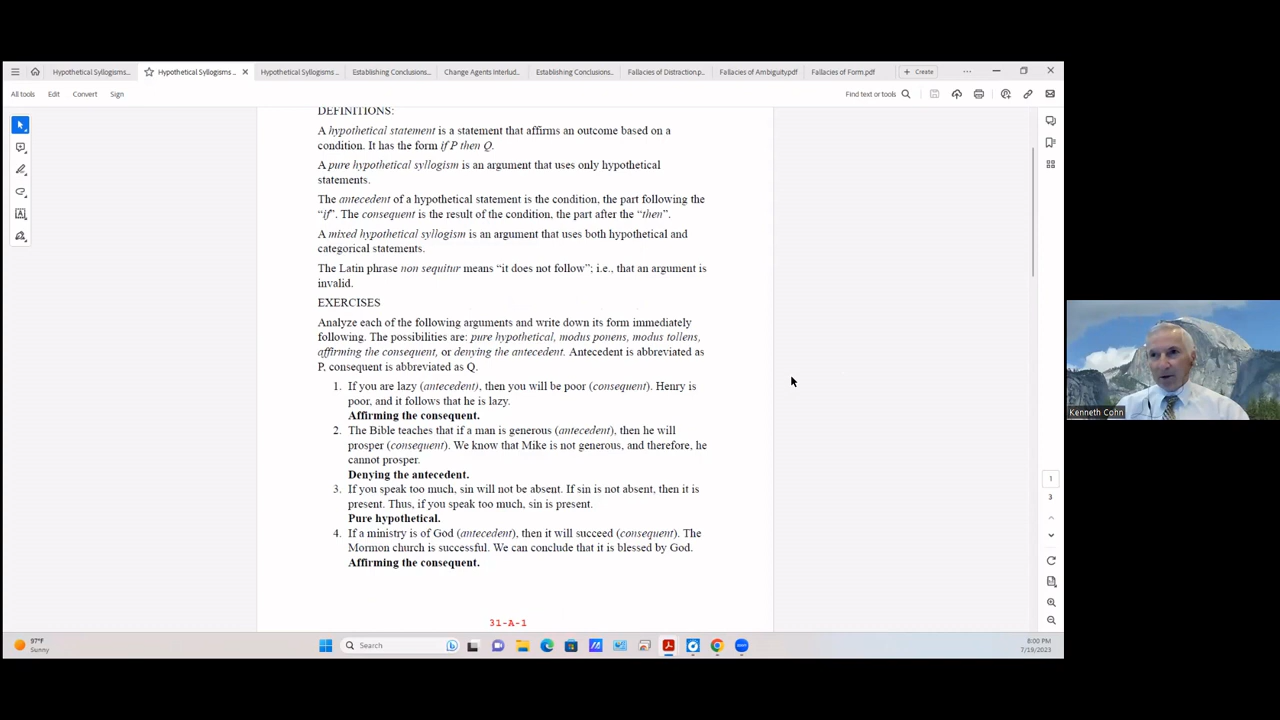 Hypothetical Syllogisms...
Hypothetical Syllogisms ...
Hypothetical Syllogisms ...
Establishing Conclusions...
Change Agents Interlud...
Establishing Conclusions...
Fallacies of Distraction.p...
Fallacies of Ambiguity.pdf
Fallacies of Form.pdf
+ Create
All tools Edit Convert Sign
Find text or tools
DEFINITIONS:
A hypothetical statement is a statement that affirms an outcome based on a
condition. It has the form if P then Q.
A pure hypothetical syllogism is an argument that uses only hypothetical
statements.
The antecedent of a hypothetical statement is the condition, the part following the
“if”. The consequent is the result of the condition, the part after the “then”.
A mixed hypothetical syllogism is an argument that uses both hypothetical and
categorical statements.
The Latin phrase non sequitur means “it does not follow”; i.e., that an argument is
invalid.
EXERCISES
Analyze each of the following arguments and write down its form immediately
following. The possibilities are: pure hypothetical, modus ponens, modus tollens,
affirming the consequent, or denying the antecedent. Antecedent is abbreviated as
P, consequent is abbreviated as Q.
1. If you are lazy (antecedent), then you will be poor (consequent). Henry is
poor, and it follows that he is lazy.
Affirming the consequent.
2. The Bible teaches that if a man is generous (antecedent), then he will
prosper (consequent). We know that Mike is not generous, and therefore, he
cannot prosper.
Denying the antecedent.
3. If you speak too much, sin will not be absent. If sin is not absent, then it is
present. Thus, if you speak too much, sin is present.
Pure hypothetical.
4. If a ministry is of God (antecedent), then it will succeed (consequent). The
Mormon church is successful. We can conclude that it is blessed by God.
Affirming the consequent.
31-A-1
1
3
Kenneth Cohn
97°F
Sunny
Search
8:00 PM
7/19/2023